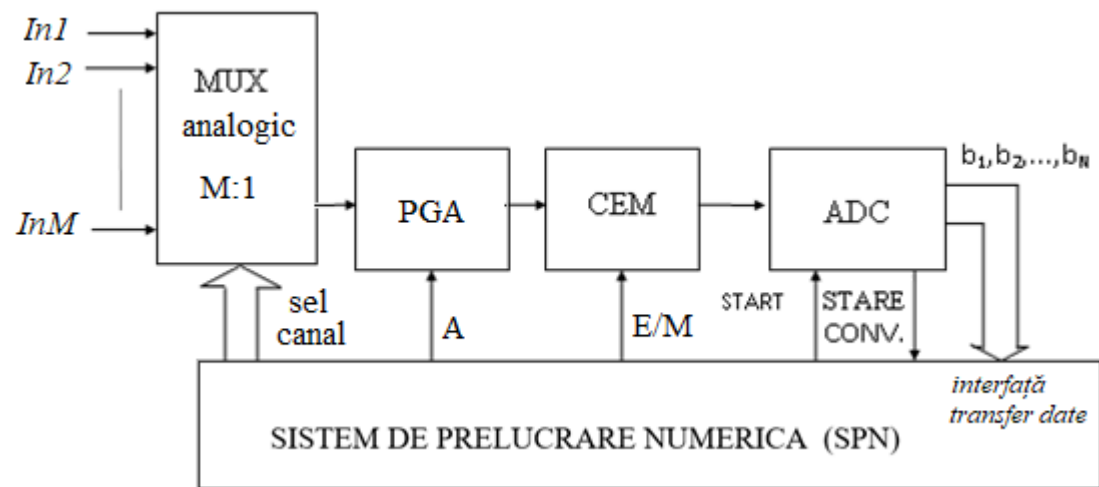 In1
In2
InM
MUX
analogic
M:1
PGA
CEM
ADC
b1,b2,...,bN
sel
canal
A
E/M
START
STARE
CONV.
interfață
transfer date
SISTEM DE PRELUCRARE NUMERICA (SPN)